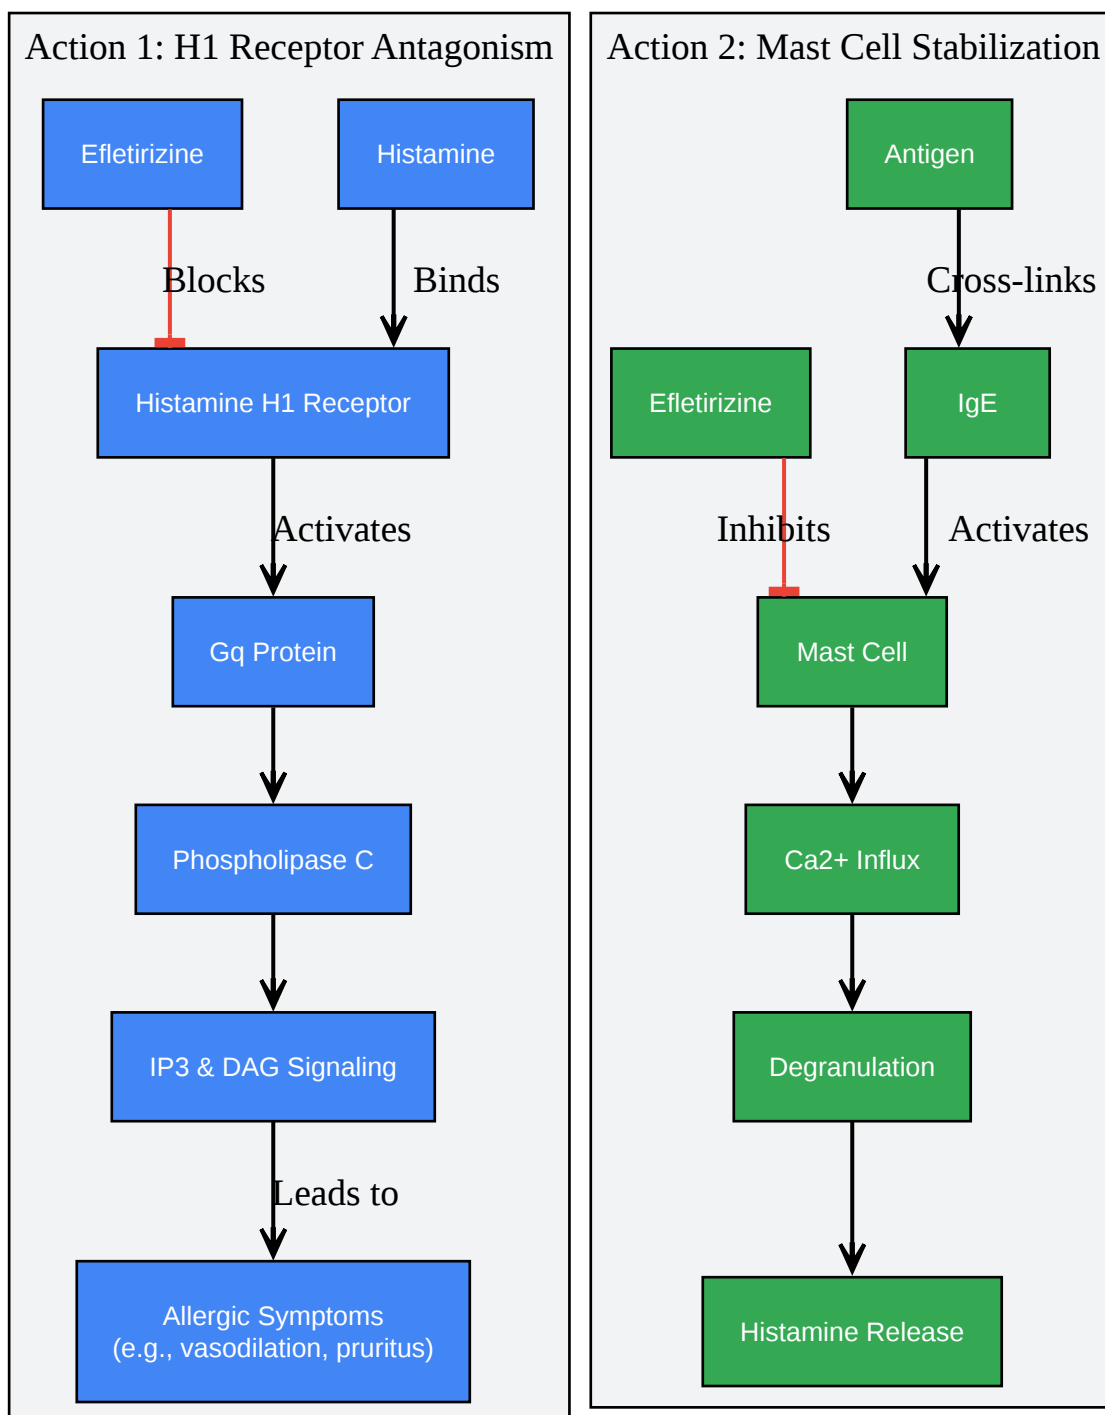 Action 1: H1 Receptor Antagonism
Efletirizine
Histamine
Blocks
Binds
Histamine H1 Receptor
Activates
Gq Protein
Phospholipase C
IP3 & DAG Signaling
Leads to
Allergic Symptoms
(e.g., vasodilation, pruritus)
Action 2: Mast Cell Stabilization
Antigen
Cross-links
Efletirizine
IgE
Inhibits
Activates
Mast Cell
Ca2+ Influx
Degranulation
Histamine Release